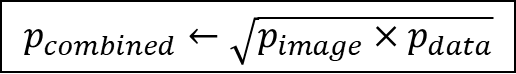 p_combined ← √(p_image × p_data)